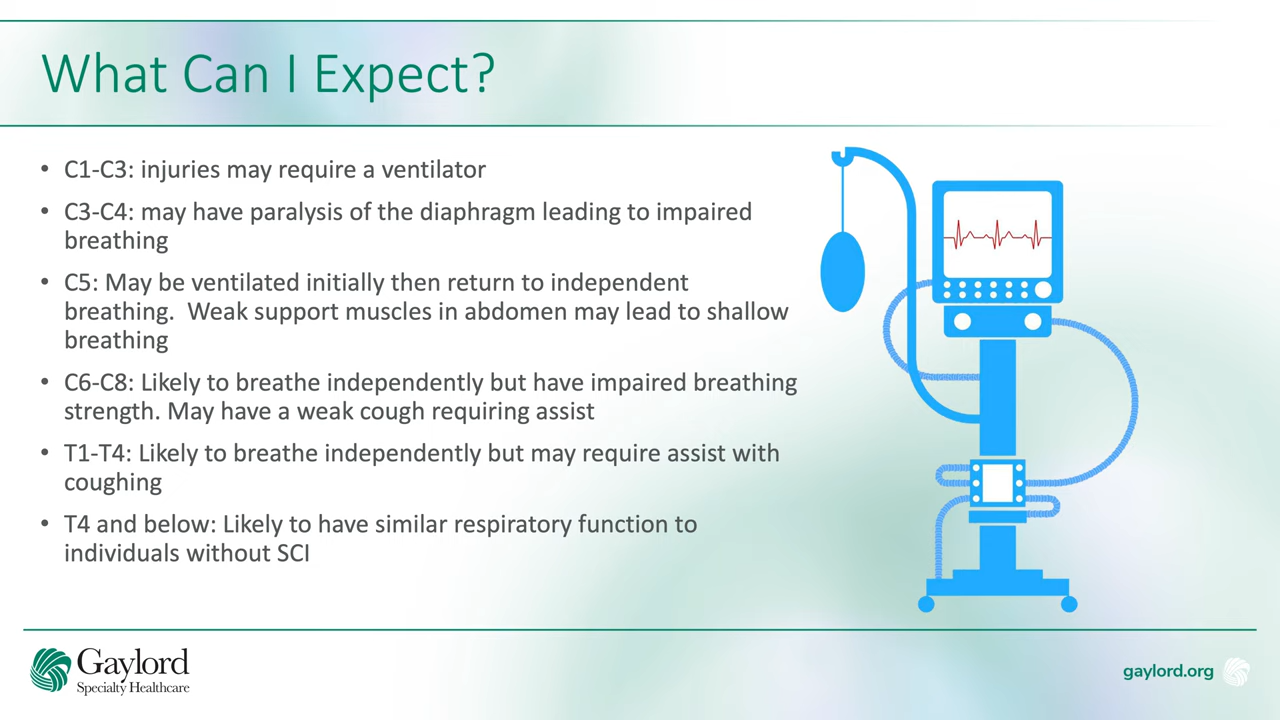 What Can I Expect?
• C1-C3: injuries may require a ventilator
• C3-C4: may have paralysis of the diaphragm leading to impaired
breathing
• C5: May be ventilated initially then return to independent
breathing.  Weak support muscles in abdomen may lead to shallow
breathing
• C6-C8: Likely to breathe independently but have impaired breathing
strength. May have a weak cough requiring assist
• T1-T4: Likely to breathe independently but may require assist with
coughing
• T4 and below: Likely to have similar respiratory function to
individuals without SCI
Gaylord
Specialty Healthcare
gaylord.org